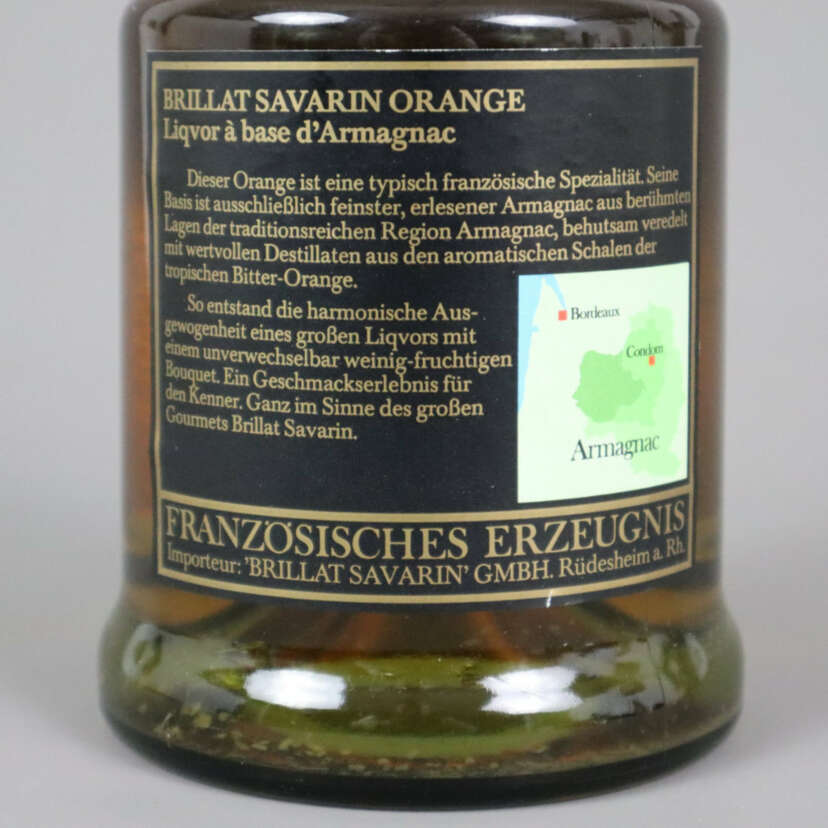 BRILLAT SAVARIN ORANGE
Liqvor à base d'Armagnac
Dieser Orange ist eine typisch französische Spezialität. Seine
Basis ist ausschließlich feinster, erlesener Armagnac aus berühmten
Lagen der traditionsreichen Region Armagnac, behutsam veredelt
mit wertvollen Destillaten aus den aromatischen Schalen der
tropischen Bitter-Orange.
So entstand die harmonische Aus-
gewogenheit eines großen Liqvors mit
einem unverwechselbar weinig-fruchtigen
Bouquet. Ein Geschmackserlebnis für
den Kenner. Ganz im Sinne des großen
Gourmets Brillat Savarin.
Bordeaux
Condom
Armagnac
FRANZÖSISCHES ERZEUGNIS
Importeur: 'BRILLAT SAVARIN' GMBH. Rüdesheim a. Rh.